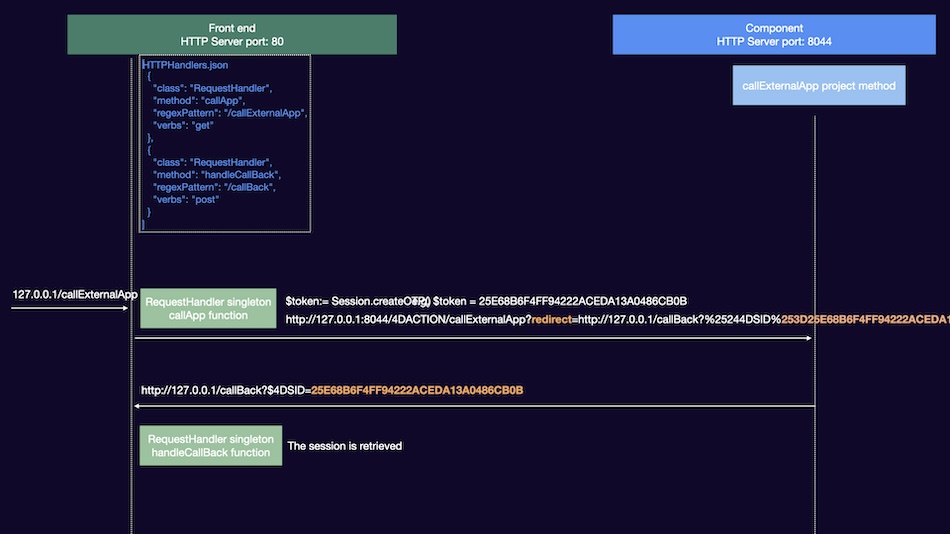 Front end
HTTP Server port: 80
Component
HTTP Server port: 8044
callExternalApp project method
[
HTTPHandlers.json
{
"class": "RequestHandler",
"method": "callApp",
"regexPattern": "/callExternalApp",
"verbs": "get"
},
{
"class": "RequestHandler",
"method": "handleCallBack",
"regexPattern": "/callBack",
"verbs": "post"
}
]
127.0.0.1/callExternalApp
RequestHandler singleton
callApp function
$token:= Session.createOTP()
$token = 25E68B6F4FF94222ACEDA13A0486CB0B
http://127.0.0.1:8044/4DACTION/callExternalApp?redirect=http://127.0.0.1/callBack?%25244DSID%253D25E68B6F4FF94222ACEDA1
http://127.0.0.1/callBack?$4DSID=25E68B6F4FF94222ACEDA13A0486CB0B
RequestHandler singleton
handleCallBack function
The session is retrieved